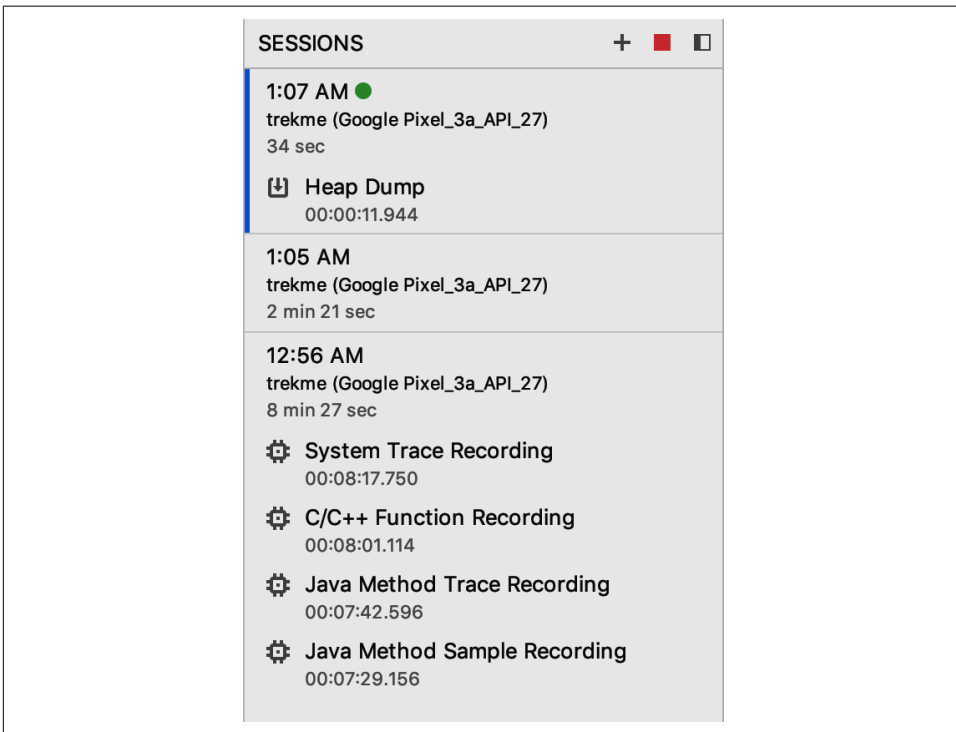 SESSIONS
1:07 AM
trekme (Google Pixel_3a_API_27)
34 sec
Heap Dump
00:00:11.944
1:05 AM
trekme (Google Pixel_3a_API_27)
2 min 21 sec
12:56 AM
trekme (Google Pixel_3a_API_27)
8 min 27 sec
System Trace Recording
00:08:17.750
C/C++ Function Recording
00:08:01.114
Java Method Trace Recording
00:07:42.596
Java Method Sample Recording
00:07:29.156